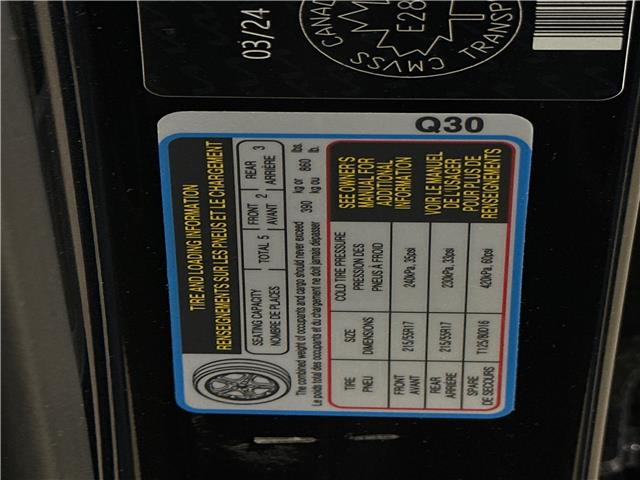 03/24
CANAD
E28
TRANSP
CMVSS
Q30
TIRE AND LOADING INFORMATION
RENSEIGNEMENTS SUR LES PNEUS ET LE CHARGEMENT
SEATING CAPACITY
NOMBRE DE PLACES
TOTAL 5
FRONT
AVANT
2
REAR
ARRIÈRE
3
The combined weight of occupants and cargo should never exceed
Le poids total des occupants et du chargement ne doit jamais dépasser
390
kg or
kg ou
860
lbs.
lb.
TIRE
PNEU
SIZE
DIMENSIONS
COLD TIRE PRESSURE
PRESSION DES
PNEUS À FROID
FRONT
AVANT
215/55R17
240kPa, 35psi
REAR
ARRIÈRE
215/55R17
230kPa, 33psi
SPARE
DE SECOURS
T125/80D16
420kPa, 60psi
SEE OWNER'S
MANUAL FOR
ADDITIONAL
INFORMATION
VOIR LE MANUEL
DE L'USAGER
POUR PLUS DE
RENSEIGNEMENTS